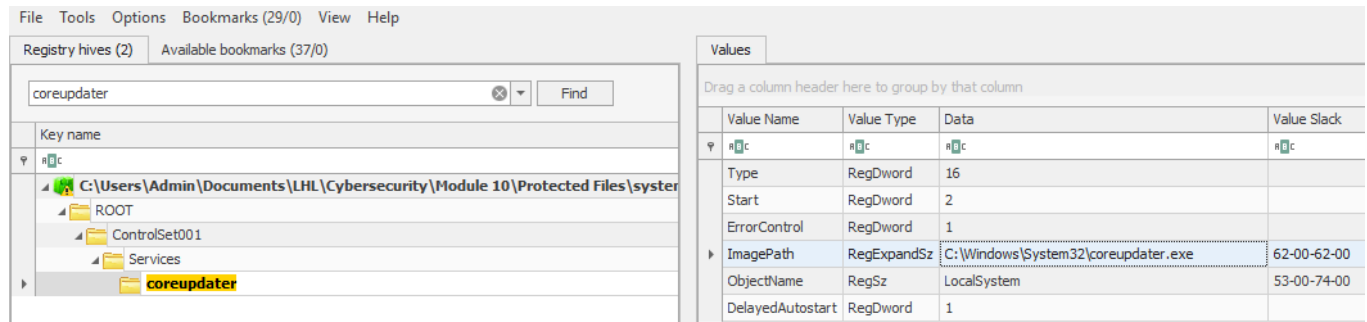 File Tools Options Bookmarks (29/0) View Help
Registry hives (2) Available bookmarks (37/0)
Values
coreupdater Find
Drag a column header here to group by that column
Key name
Value Name Value Type Data Value Slack
C:\Users\Admin\Documents\LHL\Cybersecurity\Module 10\Protected Files\system
ROOT
ControlSet001
Services
coreupdater
Type RegDword 16
Start RegDword 2
ErrorControl RegDword 1
ImagePath RegExpandSz C:\Windows\System32\coreupdater.exe 62-00-62-00
ObjectName RegSz LocalSystem 53-00-74-00
DelayedAutostart RegDword 1